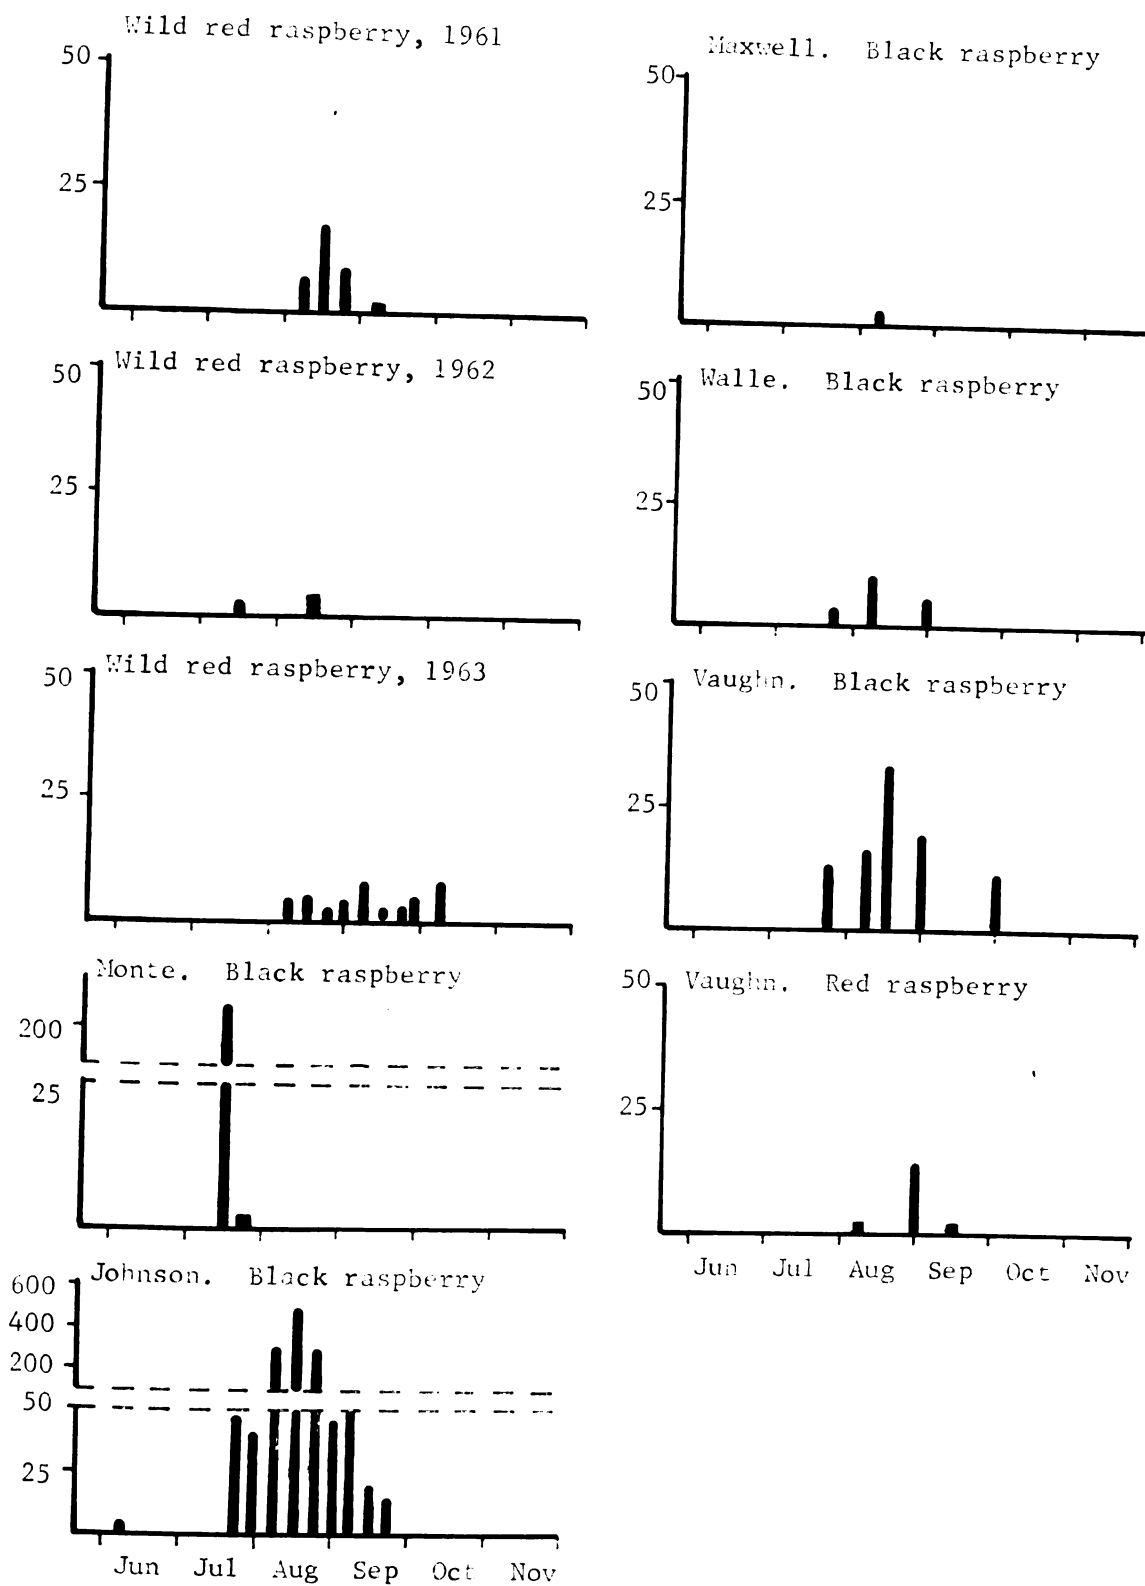 Wild red raspberry, 1961
50
25
Wild red raspberry, 1962
50
25
Wild red raspberry, 1963
50
25
Monte. Black raspberry
200
25
Johnson. Black raspberry
600
400
200
50
25
Jun Jul Aug Sep Oct Nov
Maxwell. Black raspberry
50
25
Walle. Black raspberry
50
25
Vaughn. Black raspberry
50
25
Vaughn. Red raspberry
50
25
Jun Jul Aug Sep Oct Nov